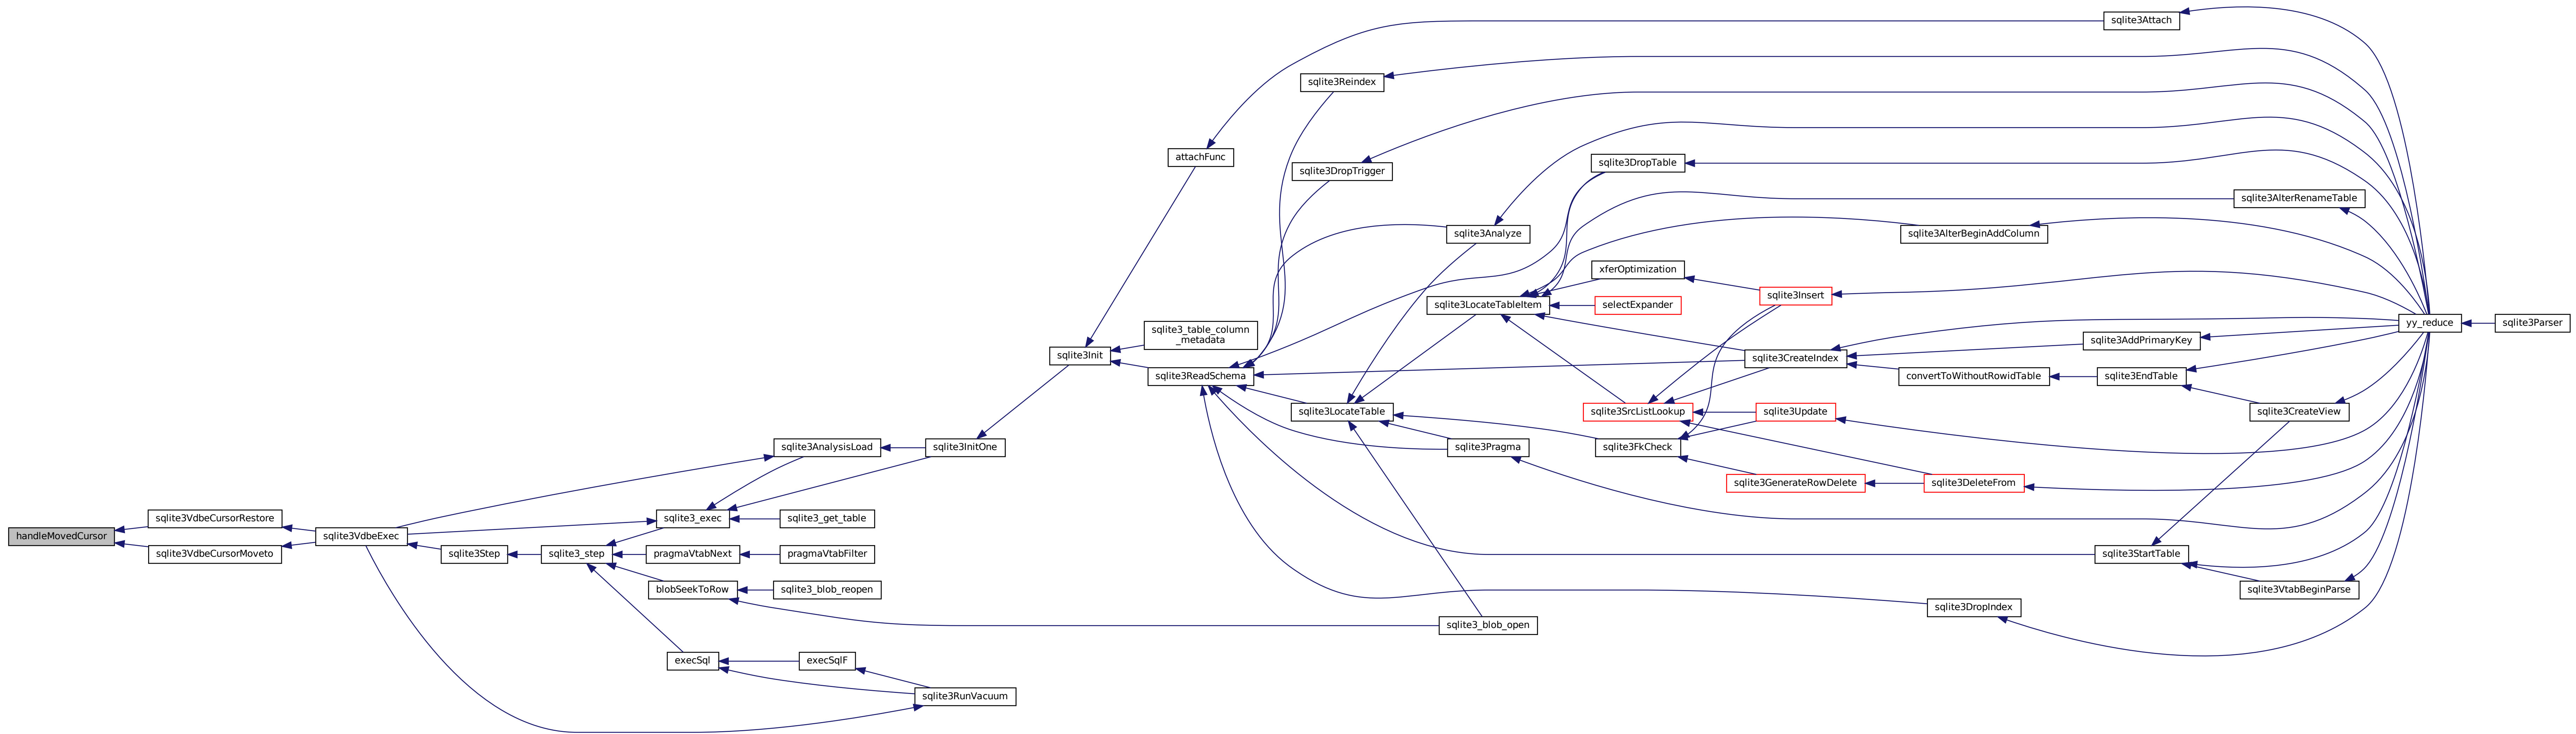 handleMovedCursor
sqlite3VdbeCursorRestore
sqlite3VdbeCursorMoveto
sqlite3VdbeExec
sqlite3Step
sqlite3_step
sqlite3_exec
pragmaVtabNext
blobSeekToRow
execSql
sqlite3AnalysisLoad
sqlite3_get_table
pragmaVtabFilter
sqlite3_blob_reopen
execSqlF
sqlite3InitOne
sqlite3RunVacuum
sqlite3Init
attachFunc
sqlite3_table_column
_metadata
sqlite3ReadSchema
sqlite3Reindex
sqlite3DropTrigger
sqlite3LocateTable
sqlite3Analyze
sqlite3LocateTableItem
sqlite3Pragma
sqlite3_blob_open
sqlite3DropTable
xferOptimization
selectExpander
sqlite3SrcListLookup
sqlite3FkCheck
sqlite3Insert
sqlite3CreateIndex
sqlite3Update
sqlite3GenerateRowDelete
sqlite3AlterBeginAddColumn
convertToWithoutRowidTable
sqlite3DeleteFrom
sqlite3DropIndex
sqlite3Attach
sqlite3AddPrimaryKey
sqlite3EndTable
sqlite3StartTable
sqlite3AlterRenameTable
sqlite3CreateView
sqlite3VtabBeginParse
yy_reduce
sqlite3Parser